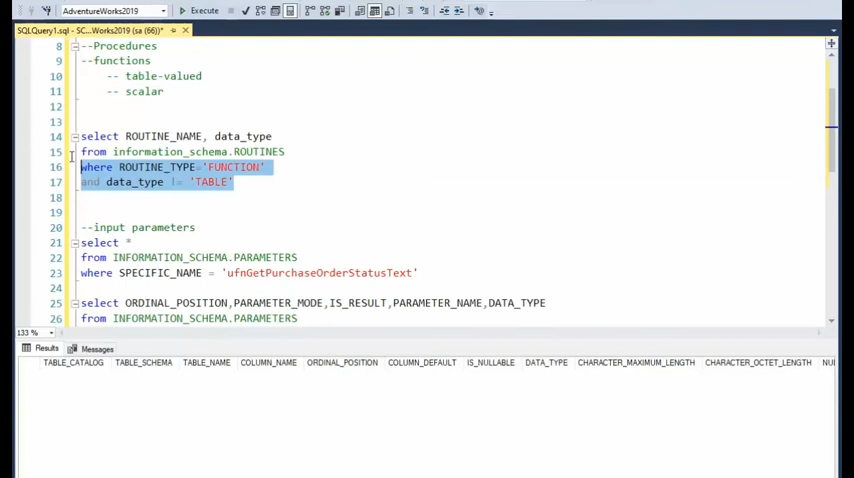 AdventureWorks2019
Execute
SQLQuery1.sql - SC...Works2019 (sa (66))*
8 --Procedures
9 --functions
10 -- table-valued
11 -- scalar
12
13
14 select ROUTINE_NAME, data_type
15 from information_schema.ROUTINES
16 where ROUTINE_TYPE='FUNCTION'
17 and data_type != 'TABLE'
18
19
20 --input parameters
21 select *
22 from INFORMATION_SCHEMA.PARAMETERS
23 where SPECIFIC_NAME = 'ufnGetPurchaseOrderStatusText'
24
25 select ORDINAL_POSITION,PARAMETER_MODE,IS_RESULT,PARAMETER_NAME,DATA_TYPE
26 from INFORMATION_SCHEMA.PARAMETERS
133 %
Results Messages
TABLE_CATALOG TABLE_SCHEMA TABLE_NAME COLUMN_NAME ORDINAL_POSITION COLUMN_DEFAULT IS_NULLABLE DATA_TYPE CHARACTER_MAXIMUM_LENGTH CHARACTER_OCTET_LENGTH NU